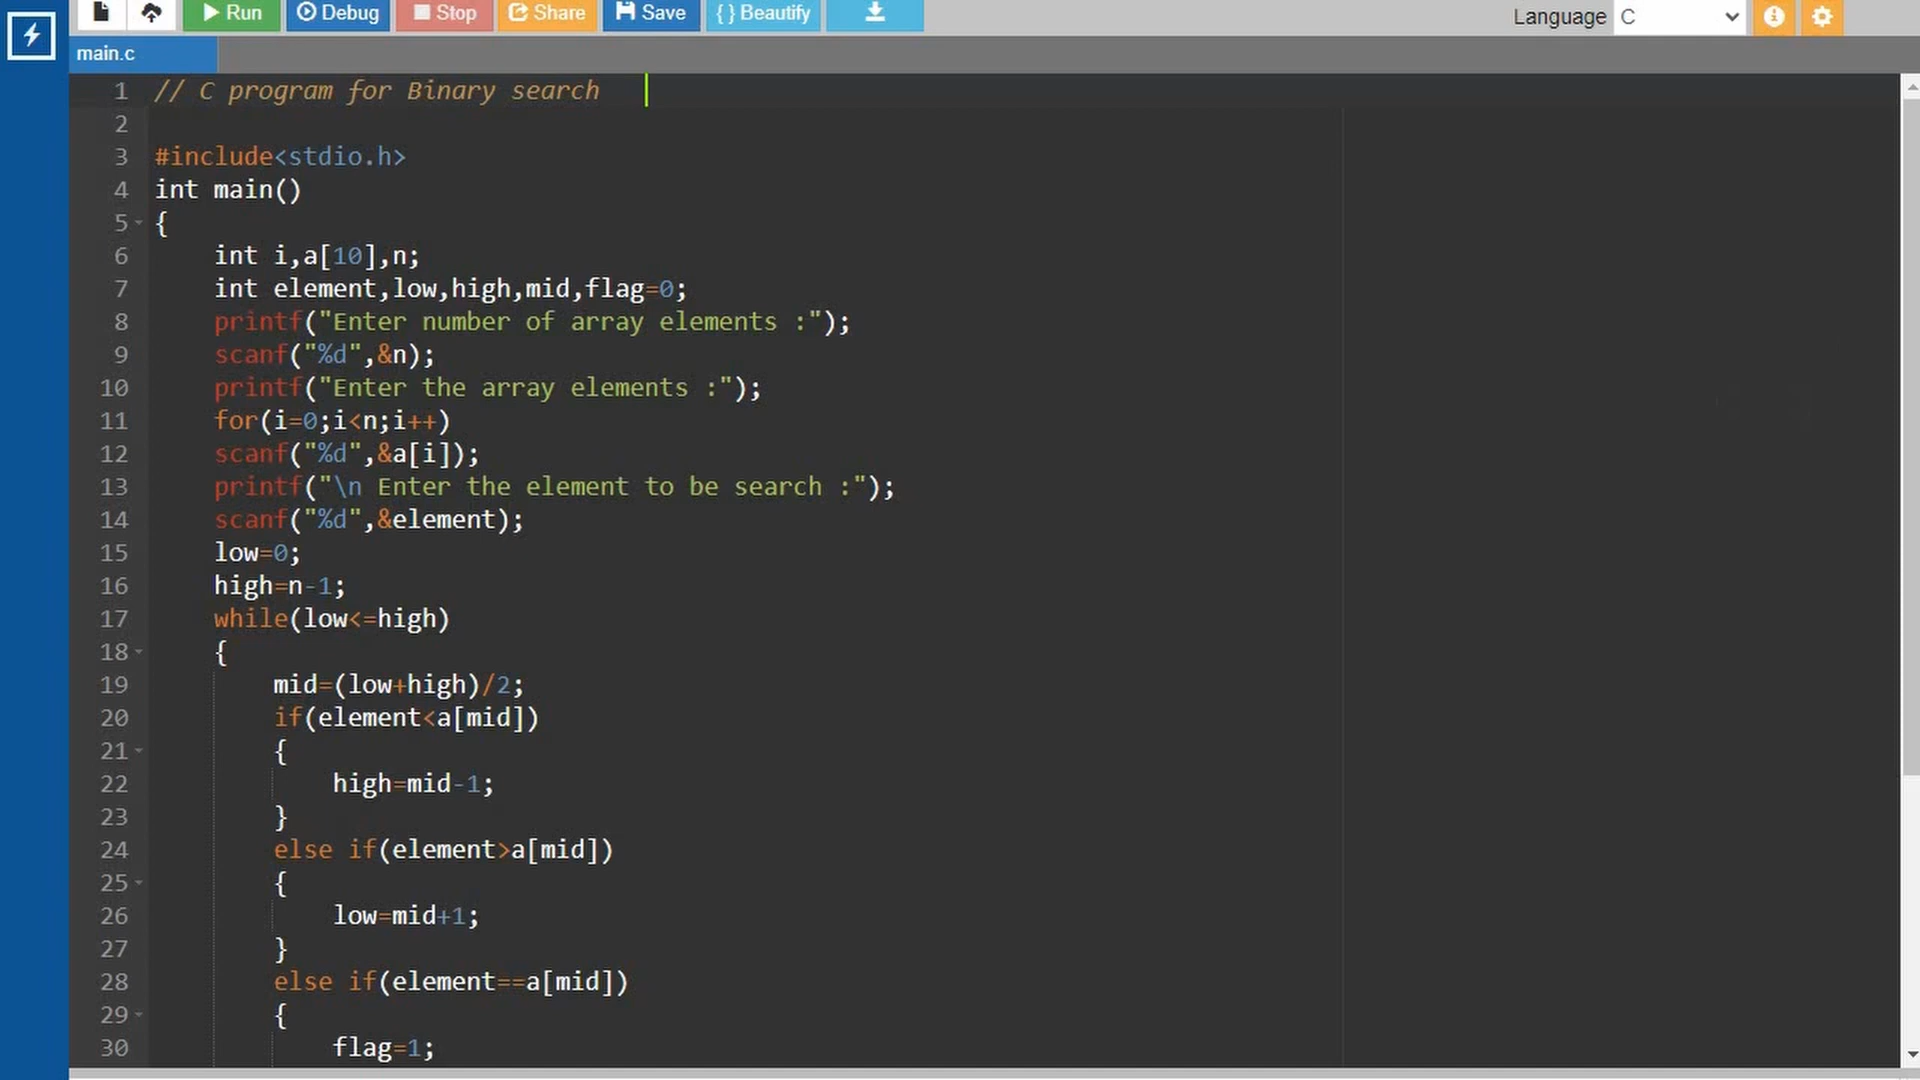 Run Debug Stop Share Save { } Beautify Language C
main.c
1 // C program for Binary search
2
3 #include<stdio.h>
4 int main()
5 {
6 int i,a[10],n;
7 int element,low,high,mid,flag=0;
8 printf("Enter number of array elements :");
9 scanf("%d",&n);
10 printf("Enter the array elements :");
11 for(i=0;i<n;i++)
12 scanf("%d",&a[i]);
13 printf("\n Enter the element to be search :");
14 scanf("%d",&element);
15 low=0;
16 high=n-1;
17 while(low<=high)
18 {
19 mid=(low+high)/2;
20 if(element<a[mid])
21 {
22 high=mid-1;
23 }
24 else if(element>a[mid])
25 {
26 low=mid+1;
27 }
28 else if(element==a[mid])
29 {
30 flag=1;